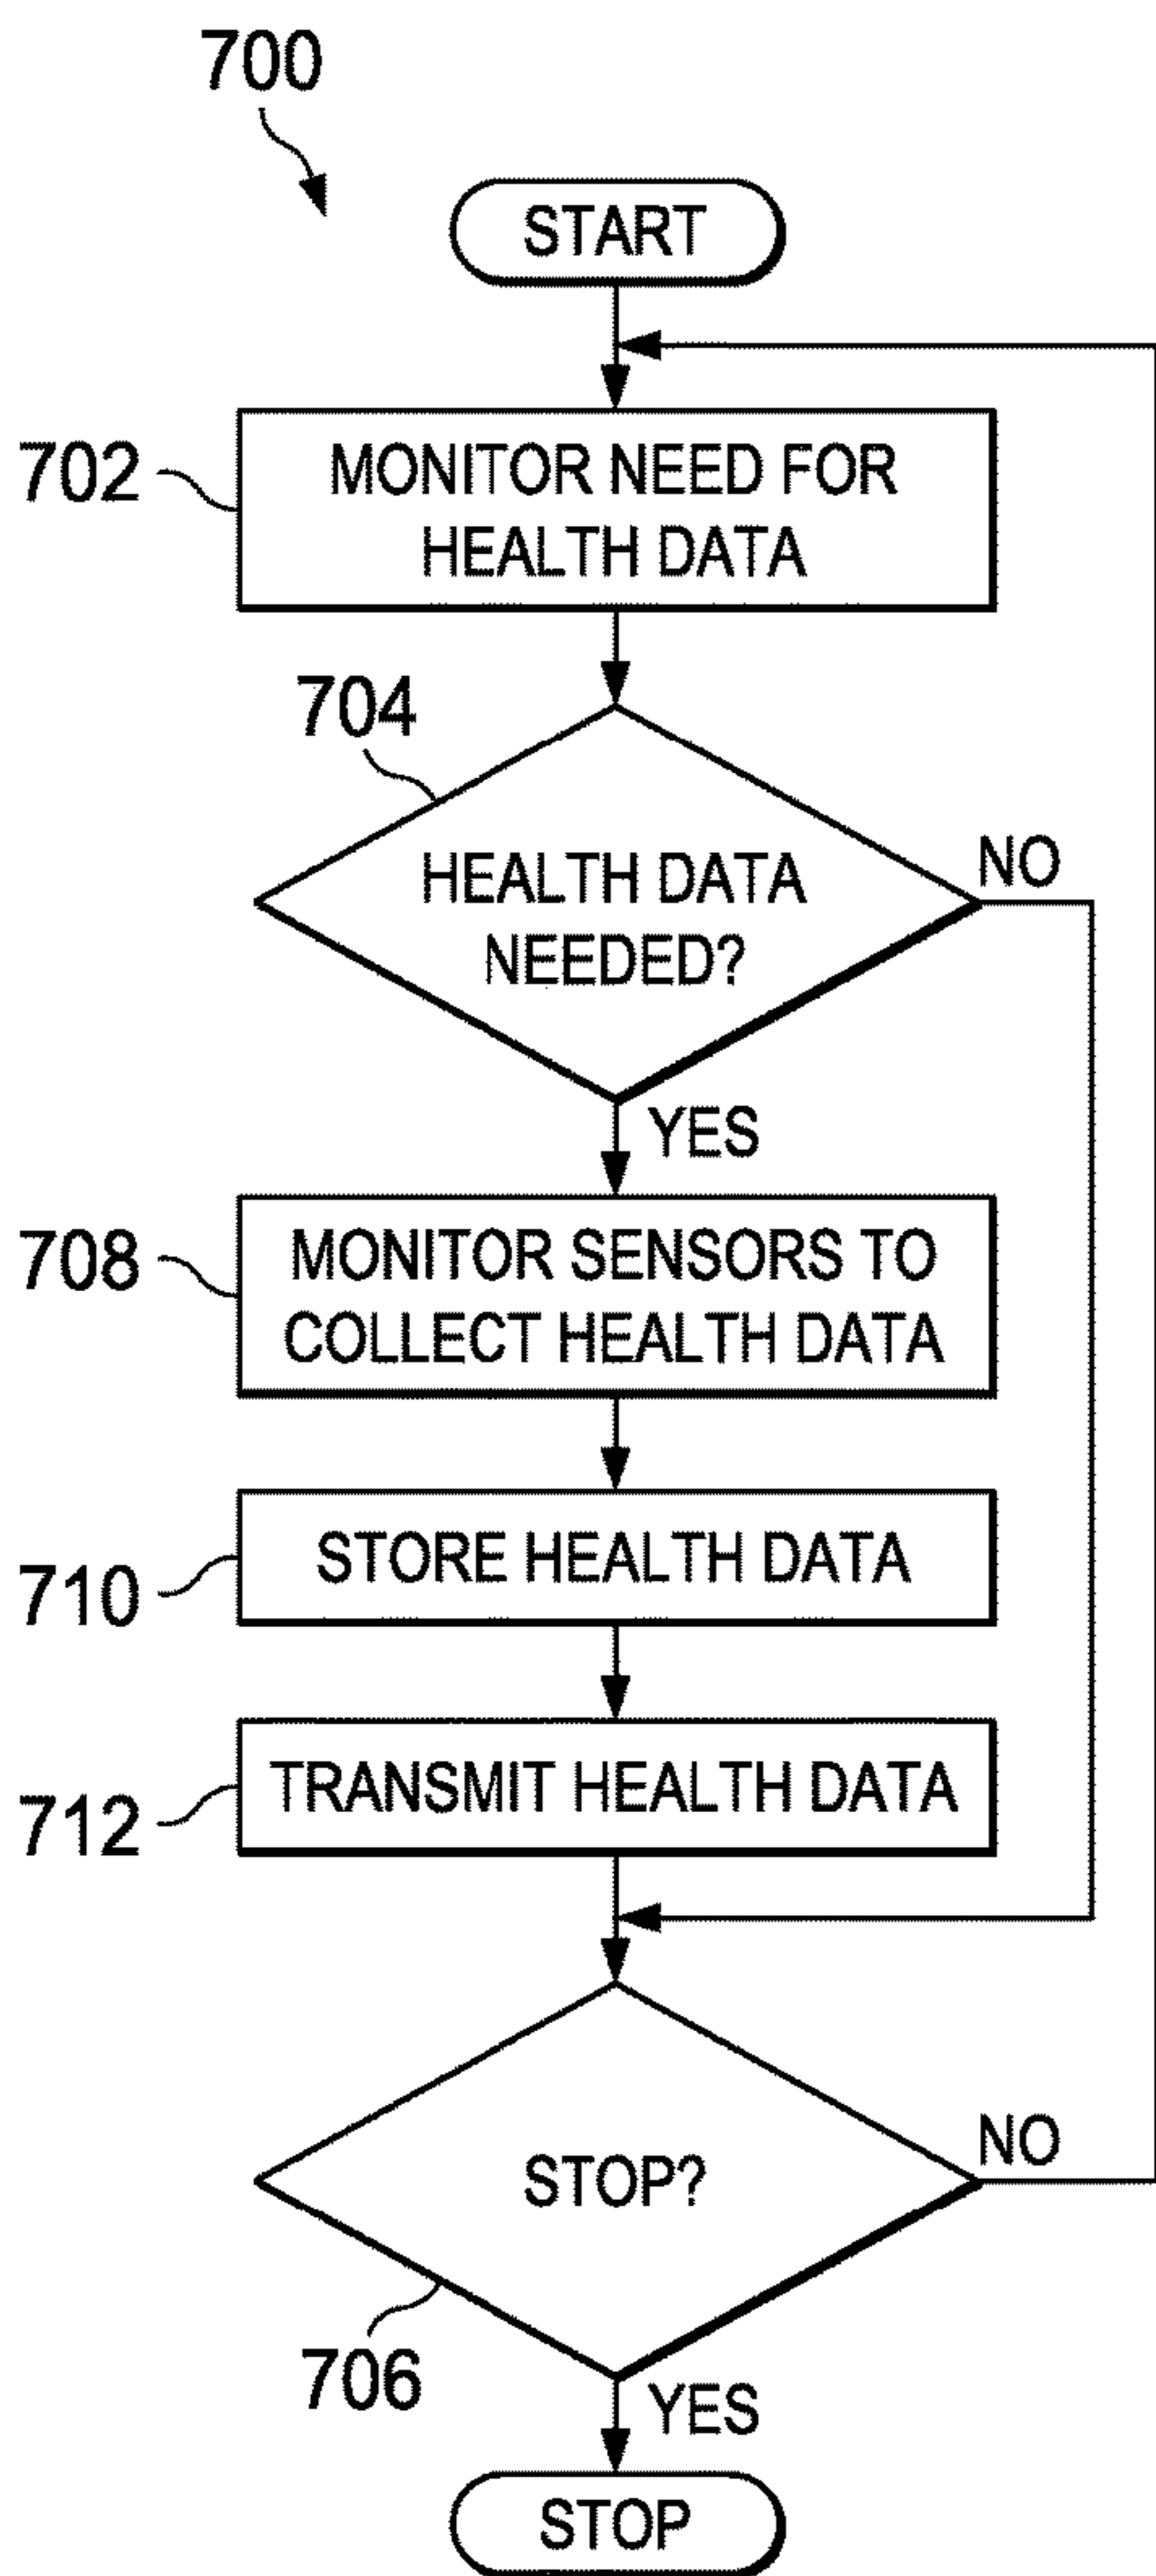 700
START
702
MONITOR NEED FOR
HEALTH DATA
704
HEALTH DATA
NEEDED?
NO
YES
708
MONITOR SENSORS TO
COLLECT HEALTH DATA
710
STORE HEALTH DATA
712
TRANSMIT HEALTH DATA
STOP?
NO
706
YES
STOP